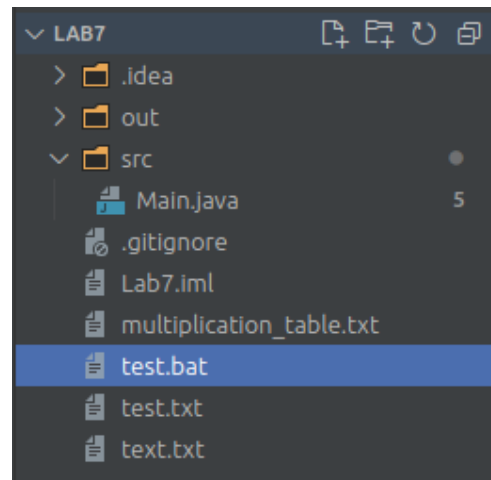 LAB7
.idea
out
src
Main.java 5
.gitignore
Lab7.iml
multiplication_table.txt
test.bat
test.txt
text.txt